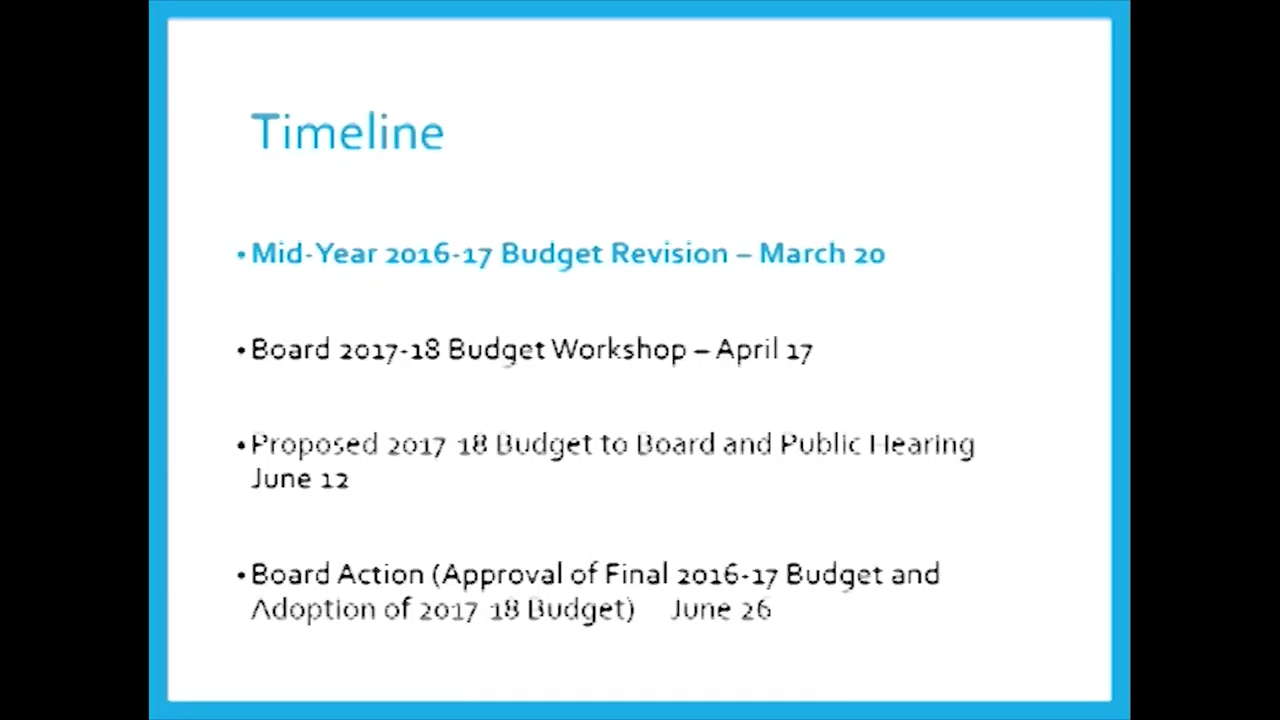 Timeline
• Mid-Year 2016-17 Budget Revision – March 20
• Board 2017-18 Budget Workshop – April 17
• Proposed 2017 18 Budget to Board and Public Hearing
June 12
• Board Action (Approval of Final 2016-17 Budget and
Adoption of 2017 18 Budget) June 26